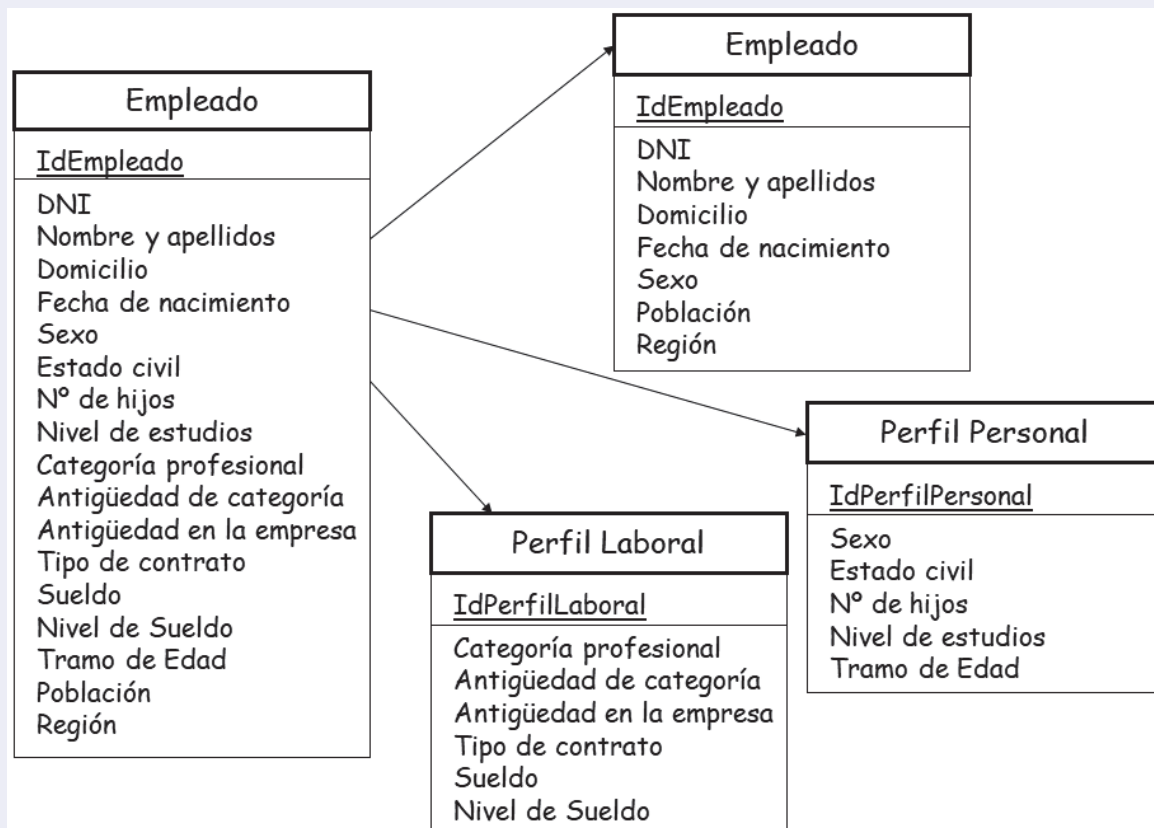 Empleado
IdEmpleado
DNI
Nombre y apellidos
Domicilio
Fecha de nacimiento
Sexo
Estado civil
Nº de hijos
Nivel de estudios
Categoría profesional
Antigüedad de categoría
Antigüedad en la empresa
Tipo de contrato
Sueldo
Nivel de Sueldo
Tramo de Edad
Población
Región
Empleado
IdEmpleado
DNI
Nombre y apellidos
Domicilio
Fecha de nacimiento
Sexo
Población
Región
Perfil Laboral
IdPerfilLaboral
Categoría profesional
Antigüedad de categoría
Antigüedad en la empresa
Tipo de contrato
Sueldo
Nivel de Sueldo
Perfil Personal
IdPerfilPersonal
Sexo
Estado civil
Nº de hijos
Nivel de estudios
Tramo de Edad